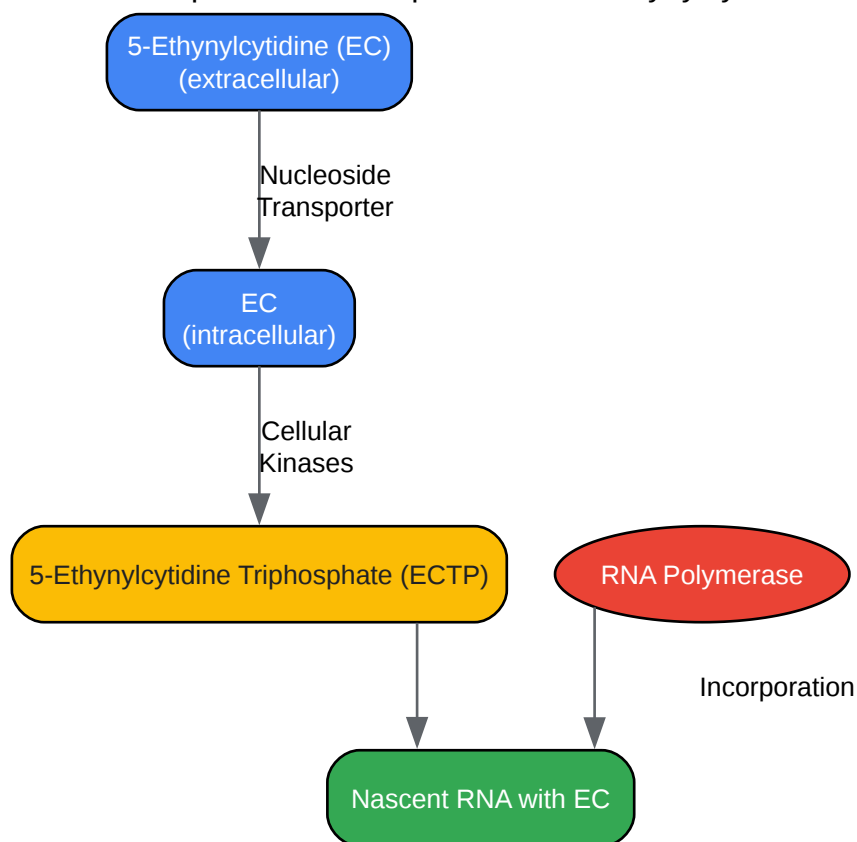 5-Ethynylcytidine (EC)
(extracellular)
Nucleoside
Transporter
EC
(intracellular)
Cellular
Kinases
5-Ethynylcytidine Triphosphate (ECTP)
RNA Polymerase
Incorporation
Nascent RNA with EC